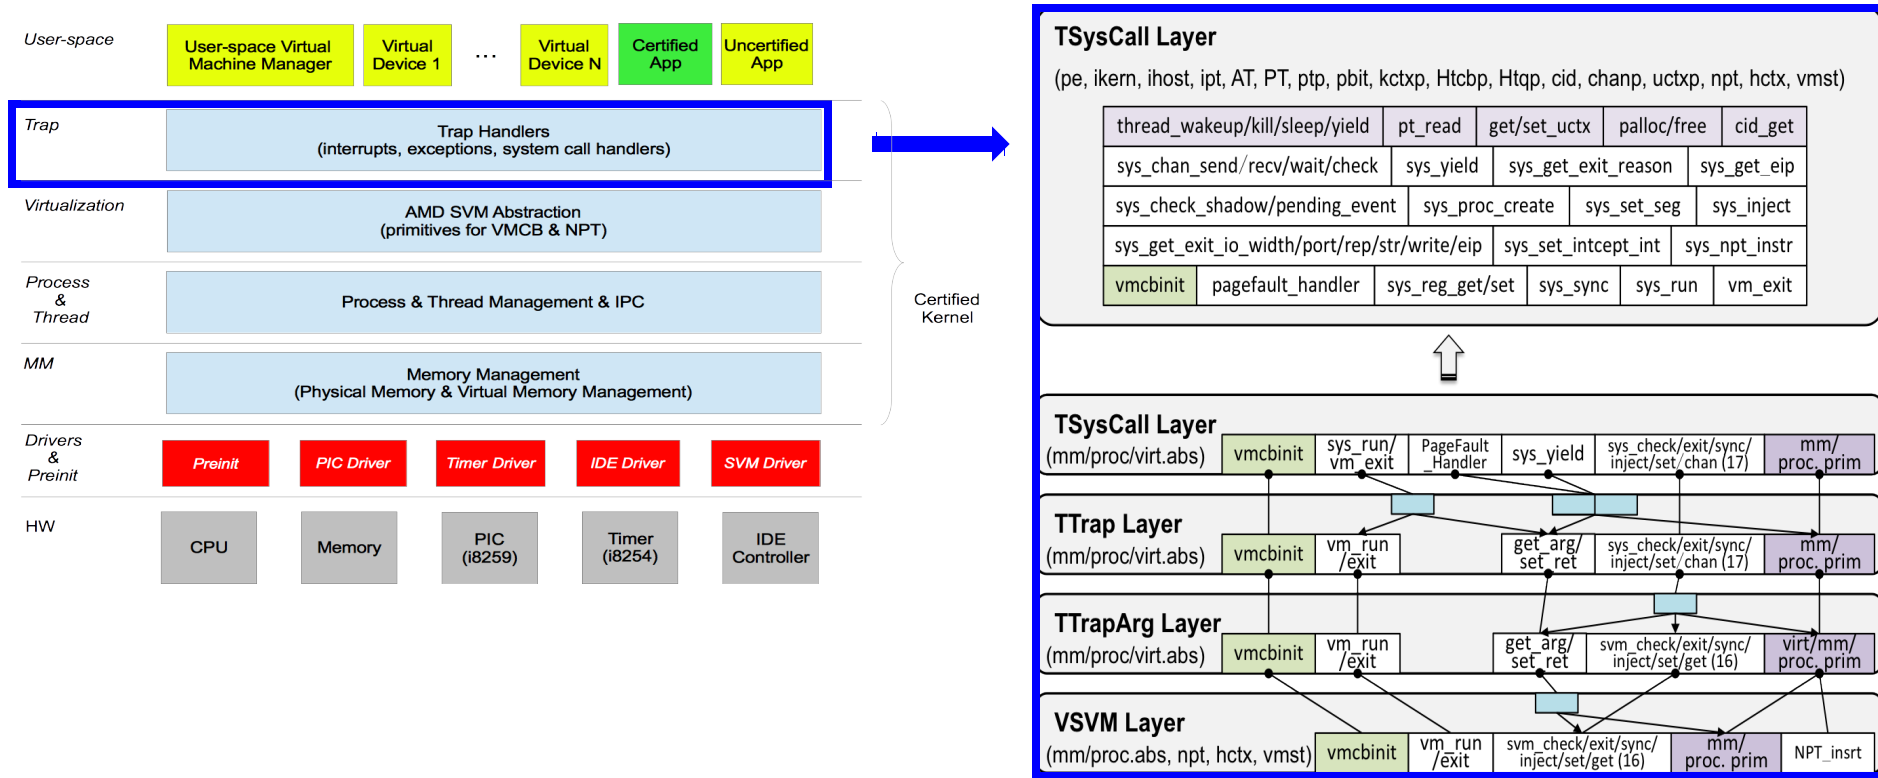 User-space
User-space Virtual
Machine Manager
Virtual
Device 1
...
Virtual
Device N
Certified
App
Uncertified
App
Trap
Trap Handlers
(interrupts, exceptions, system call handlers)
Virtualization
AMD SVM Abstraction
(primitives for VMCB & NPT)
Process
&
Thread
Process & Thread Management & IPC
Certified
Kernel
MM
Memory Management
(Physical Memory & Virtual Memory Management)
Drivers
&
Preinit
Preinit
PIC Driver
Timer Driver
IDE Driver
SVM Driver
HW
CPU
Memory
PIC
(i8259)
Timer
(i8254)
IDE
Controller
TSysCall Layer
(pe, ikern, ihost, ipt, AT, PT, ptp, pbit, kctxp, Htcbp, Htqp, cid, chanp, uctxp, npt, hctx, vmst)
thread_wakeup/kill/sleep/yield pt_read get/set_uctx palloc/free cid_get
sys_chan_send/recv/wait/check sys_yield sys_get_exit_reason sys_get_eip
sys_check_shadow/pending_event sys_proc_create sys_set_seg sys_inject
sys_get_exit_io_width/port/rep/str/write/eip sys_set_intcept_int sys_npt_instr
vmcbinit pagefault_handler sys_reg_get/set sys_sync sys_run vm_exit
TSysCall Layer
(mm/proc/virt.abs)
vmcbinit
sys_run/
vm_exit
PageFault
_Handler
sys_yield
sys_check/exit/sync/
inject/set/chan (17)
mm/
proc. prim
TTrap Layer
(mm/proc/virt.abs)
vmcbinit
vm_run
/exit
get_arg/
set_ret
sys_check/exit/sync/
inject/set/chan (17)
mm/
proc. prim
TTrapArg Layer
(mm/proc/virt.abs)
vmcbinit
vm_run
/exit
get_arg/
set_ret
svm_check/exit/sync/
inject/set/get (16)
virt/mm/
proc. prim
VSVM Layer
(mm/proc.abs, npt, hctx, vmst)
vmcbinit
vm_run
/exit
svm_check/exit/sync/
inject/set/get (16)
mm/
proc. prim
NPT_insrt